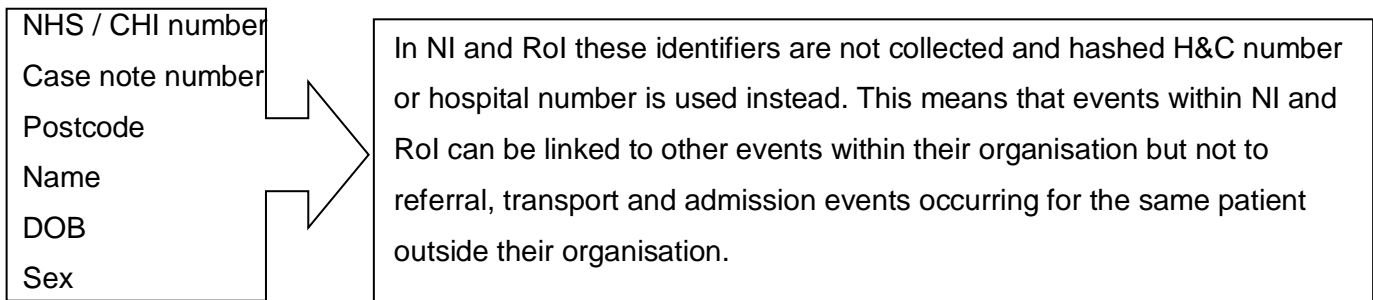 NHS / CHI number
Case note number
Postcode
Name
DOB
Sex
In NI and RoI these identifiers are not collected and hashed H&C number
or hospital number is used instead. This means that events within NI and
RoI can be linked to other events within their organisation but not to
referral, transport and admission events occurring for the same patient
outside their organisation.